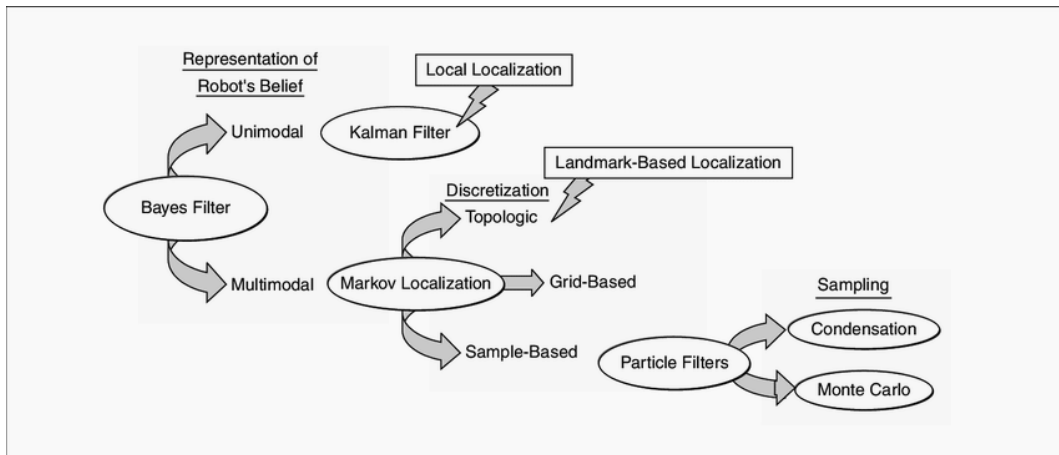 Representation of
Robot's Belief
Local Localization
Unimodal
Kalman Filter
Landmark-Based Localization
Bayes Filter
Discretization
Topologic
Multimodal
Markov Localization
Grid-Based
Sampling
Condensation
Sample-Based
Particle Filters
Monte Carlo